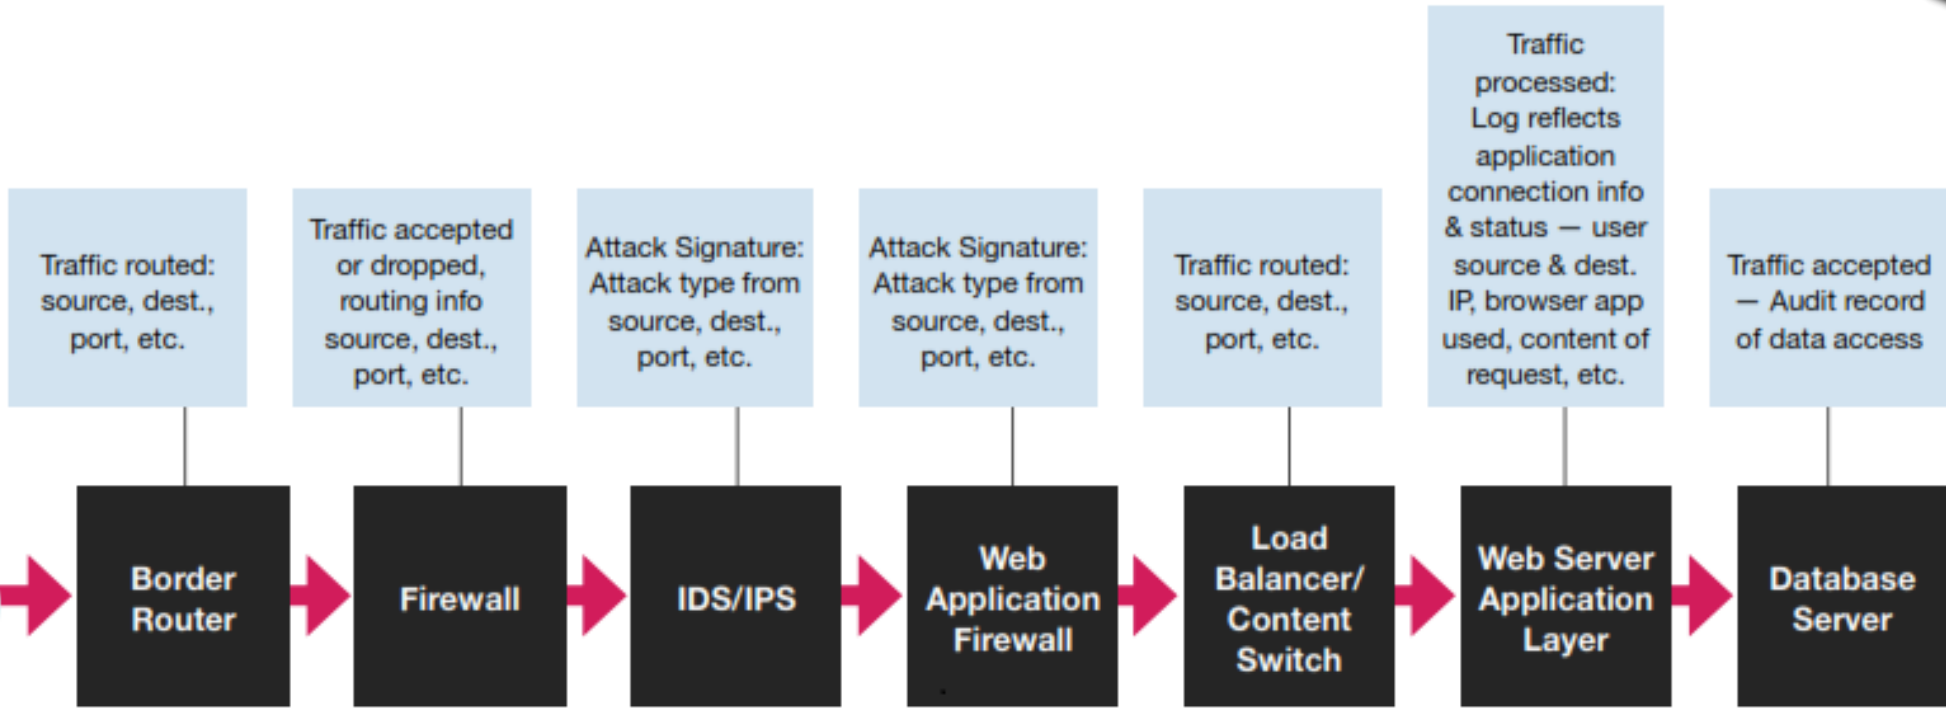 Traffic routed:
source, dest.,
port, etc.
Traffic accepted
or dropped,
routing info
source, dest.,
port, etc.
Attack Signature:
Attack type from
source, dest.,
port, etc.
Attack Signature:
Attack type from
source, dest.,
port, etc.
Traffic routed:
source, dest.,
port, etc.
Traffic
processed:
Log reflects
application
connection info
& status — user
source & dest.
IP, browser app
used, content of
request, etc.
Traffic accepted
— Audit record
of data access
Border
Router
Firewall
IDS/IPS
Web
Application
Firewall
Load
Balancer/
Content
Switch
Web Server
Application
Layer
Database
Server